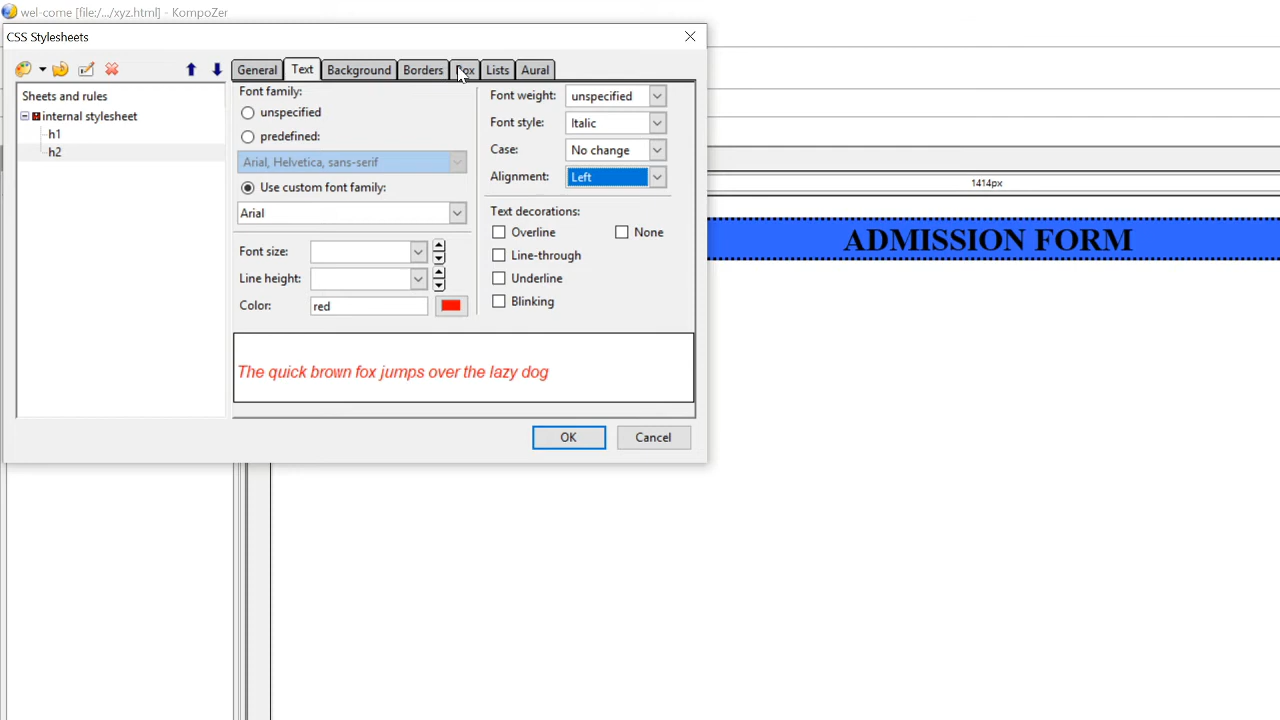 wel-come [file:/.../xyz.html] - KompoZer
CSS Stylesheets
General Text Background Borders Box Lists Aural
Sheets and rules
internal stylesheet
h1
h2
Font family:
unspecified
predefined:
Arial, Helvetica, sans-serif
Use custom font family:
Arial
Font size:
Line height:
Color: red
Font weight: unspecified
Font style: Italic
Case: No change
Alignment: Left
Text decorations:
Overline None
Line-through
Underline
Blinking
The quick brown fox jumps over the lazy dog
OK Cancel
1414px
ADMISSION FORM